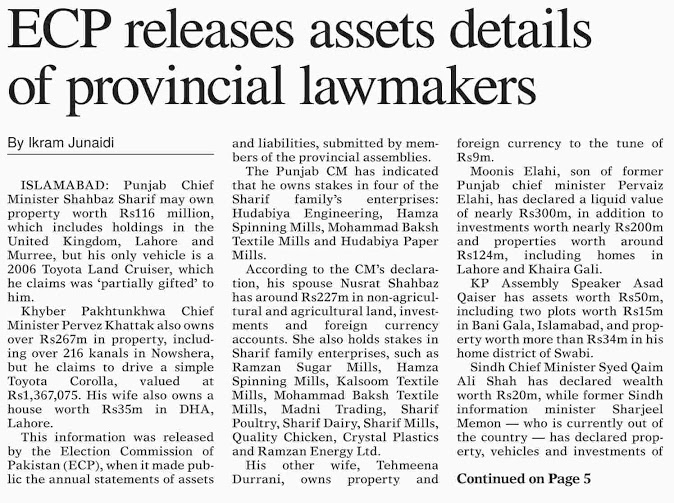 ECP releases assets details
of provincial lawmakers
By Ikram Junaidi
ISLAMABAD: Punjab Chief
Minister Shahbaz Sharif may own
property worth Rs116 million,
which includes holdings in the
United Kingdom, Lahore and
Murree, but his only vehicle is a
2006 Toyota Land Cruiser, which
he claims was ‘partially gifted’ to
him.
Khyber Pakhtunkhwa Chief
Minister Pervez Khattak also owns
over Rs267m in property, includ-
ing over 216 kanals in Nowshera,
but he claims to drive a simple
Toyota Corolla, valued at
Rs1,367,075. His wife also owns a
house worth Rs35m in DHA,
Lahore.
This information was released
by the Election Commission of
Pakistan (ECP), when it made pub-
lic the annual statements of assets
and liabilities, submitted by mem-
bers of the provincial assemblies.
The Punjab CM has indicated
that he owns stakes in four of the
Sharif family’s enterprises:
Hudabiya Engineering, Hamza
Spinning Mills, Mohammad Baksh
Textile Mills and Hudabiya Paper
Mills.
According to the CM’s declara-
tion, his spouse Nusrat Shahbaz
has around Rs227m in non-agricul-
tural and agricultural land, invest-
ments and foreign currency
accounts. She also holds stakes in
Sharif family enterprises, such as
Ramzan Sugar Mills, Hamza
Spinning Mills, Kalsoom Textile
Mills, Mohammad Baksh Textile
Mills, Madni Trading, Sharif
Poultry, Sharif Dairy, Sharif Mills,
Quality Chicken, Crystal Plastics
and Ramzan Energy Ltd.
His other wife, Tehmeena
Durrani, owns property and
foreign currency to the tune of
Rs9m.
Moonis Elahi, son of former
Punjab chief minister Pervaiz
Elahi, has declared a liquid value
of nearly Rs300m, in addition to
investments worth nearly Rs200m
and properties worth around
Rs124m, including homes in
Lahore and Khaira Gali.
KP Assembly Speaker Asad
Qaiser has assets worth Rs50m,
including two plots worth Rs15m
in Bani Gala, Islamabad, and prop-
erty worth more than Rs34m in his
home district of Swabi.
Sindh Chief Minister Syed Qaim
Ali Shah has declared wealth
worth Rs20m, while former Sindh
information minister Sharjeel
Memon — who is currently out of
the country — has declared prop-
erty, vehicles and investments of
Continued on Page 5